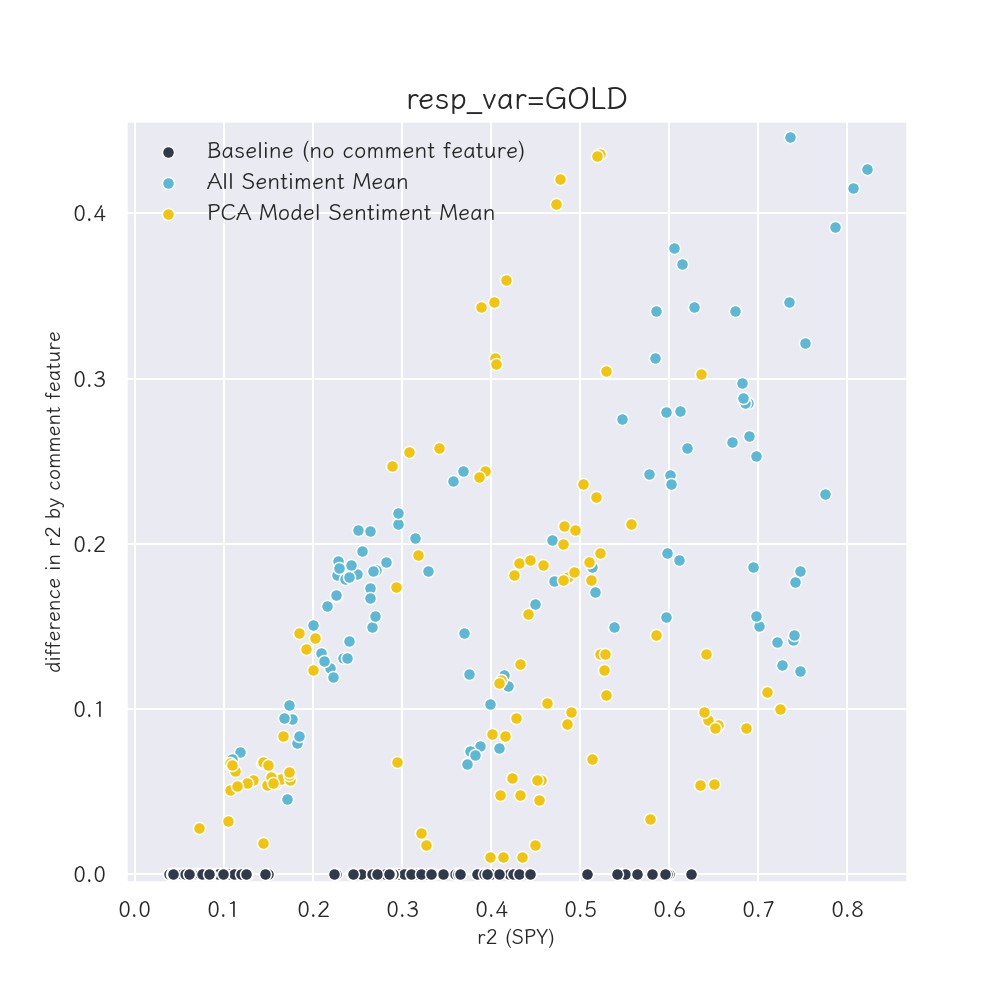 resp_var=GOLD
Baseline (no comment feature)
All Sentiment Mean
PCA Model Sentiment Mean
difference in r2 by comment feature
0.4
0.3
0.2
0.1
0.0
0.0 0.1 0.2 0.3 0.4 0.5 0.6 0.7 0.8
r2 (SPY)